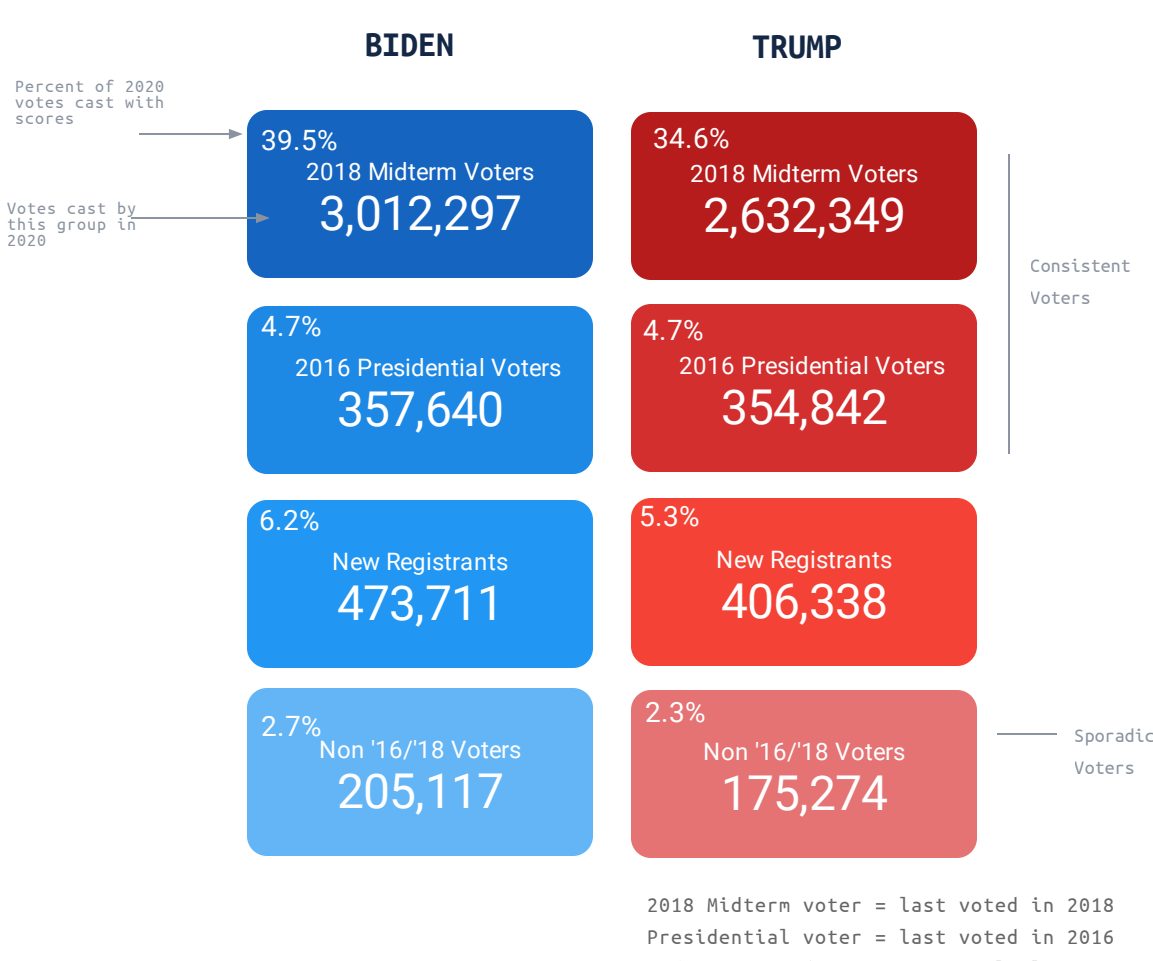 BIDEN
TRUMP
Percent of 2020
votes cast with
scores
39.5%
2018 Midterm Voters
3,012,297
34.6%
2018 Midterm Voters
2,632,349
Votes cast by
this group in
2020
Consistent
Voters
4.7%
2016 Presidential Voters
357,640
4.7%
2016 Presidential Voters
354,842
6.2%
New Registrants
473,711
5.3%
New Registrants
406,338
2.7%
Non '16/'18 Voters
205,117
2.3%
Non '16/'18 Voters
175,274
Sporadic
Voters
2018 Midterm voter = last voted in 2018
Presidential voter = last voted in 2016